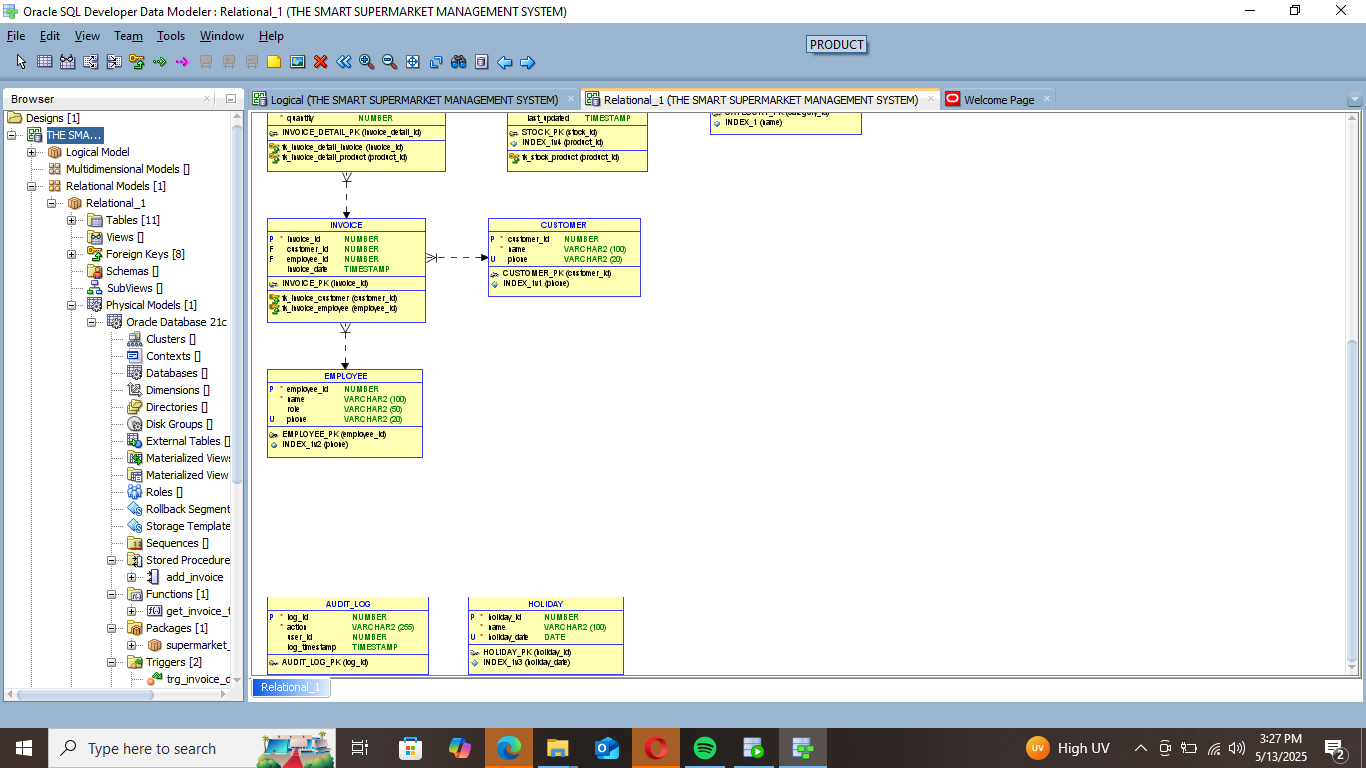 Oracle SQL Developer Data Modeler : Relational_1 (THE SMART SUPERMARKET MANAGEMENT SYSTEM)
File Edit View Team Tools Window Help
PRODUCT
Browser
Logical (THE SMART SUPERMARKET MANAGEMENT SYSTEM)
Relational_1 (THE SMART SUPERMARKET MANAGEMENT SYSTEM)
Welcome Page
Designs [1]
THE SMA...
Logical Model
Multidimensional Models []
Relational Models [1]
Relational_1
Tables [11]
Views []
Foreign Keys [8]
Schemas []
SubViews []
Physical Models [1]
Oracle Database 21c
Clusters []
Contexts []
Databases []
Dimensions []
Directories []
Disk Groups []
External Tables []
Materialized Views
Materialized View
Roles []
Rollback Segment
Storage Template
Sequences []
Stored Procedure
add_invoice
Functions [1]
get_invoice_t
Packages [1]
supermarket_
Triggers [2]
trg_invoice_d
* quantity NUMBER
INVOICE_DETAIL_PK (invoice_detail_id)
fk_invoice_detail_invoice (invoice_id)
fk_invoice_detail_product (product_id)
last_updated TIMESTAMP
STOCK_PK (stock_id)
INDEX_1v4 (product_id)
fk_stock_product (product_id)
CATEGORY_PK (category_id)
INDEX_1 (name)
INVOICE
P * invoice_id NUMBER
F customer_id NUMBER
F employee_id NUMBER
invoice_date TIMESTAMP
INVOICE_PK (invoice_id)
fk_invoice_customer (customer_id)
fk_invoice_employee (employee_id)
CUSTOMER
P * customer_id NUMBER
* name VARCHAR2 (100)
U phone VARCHAR2 (20)
CUSTOMER_PK (customer_id)
INDEX_1v1 (phone)
EMPLOYEE
P * employee_id NUMBER
* name VARCHAR2 (100)
role VARCHAR2 (50)
U phone VARCHAR2 (20)
EMPLOYEE_PK (employee_id)
INDEX_1v2 (phone)
AUDIT_LOG
P * log_id NUMBER
* action VARCHAR2 (255)
user_id NUMBER
log_timestamp TIMESTAMP
AUDIT_LOG_PK (log_id)
HOLIDAY
P * holiday_id NUMBER
* name VARCHAR2 (100)
U * holiday_date DATE
HOLIDAY_PK (holiday_id)
INDEX_1v3 (holiday_date)
Relational_1
Type here to search
UV
High UV
3:27 PM
5/13/2025
2